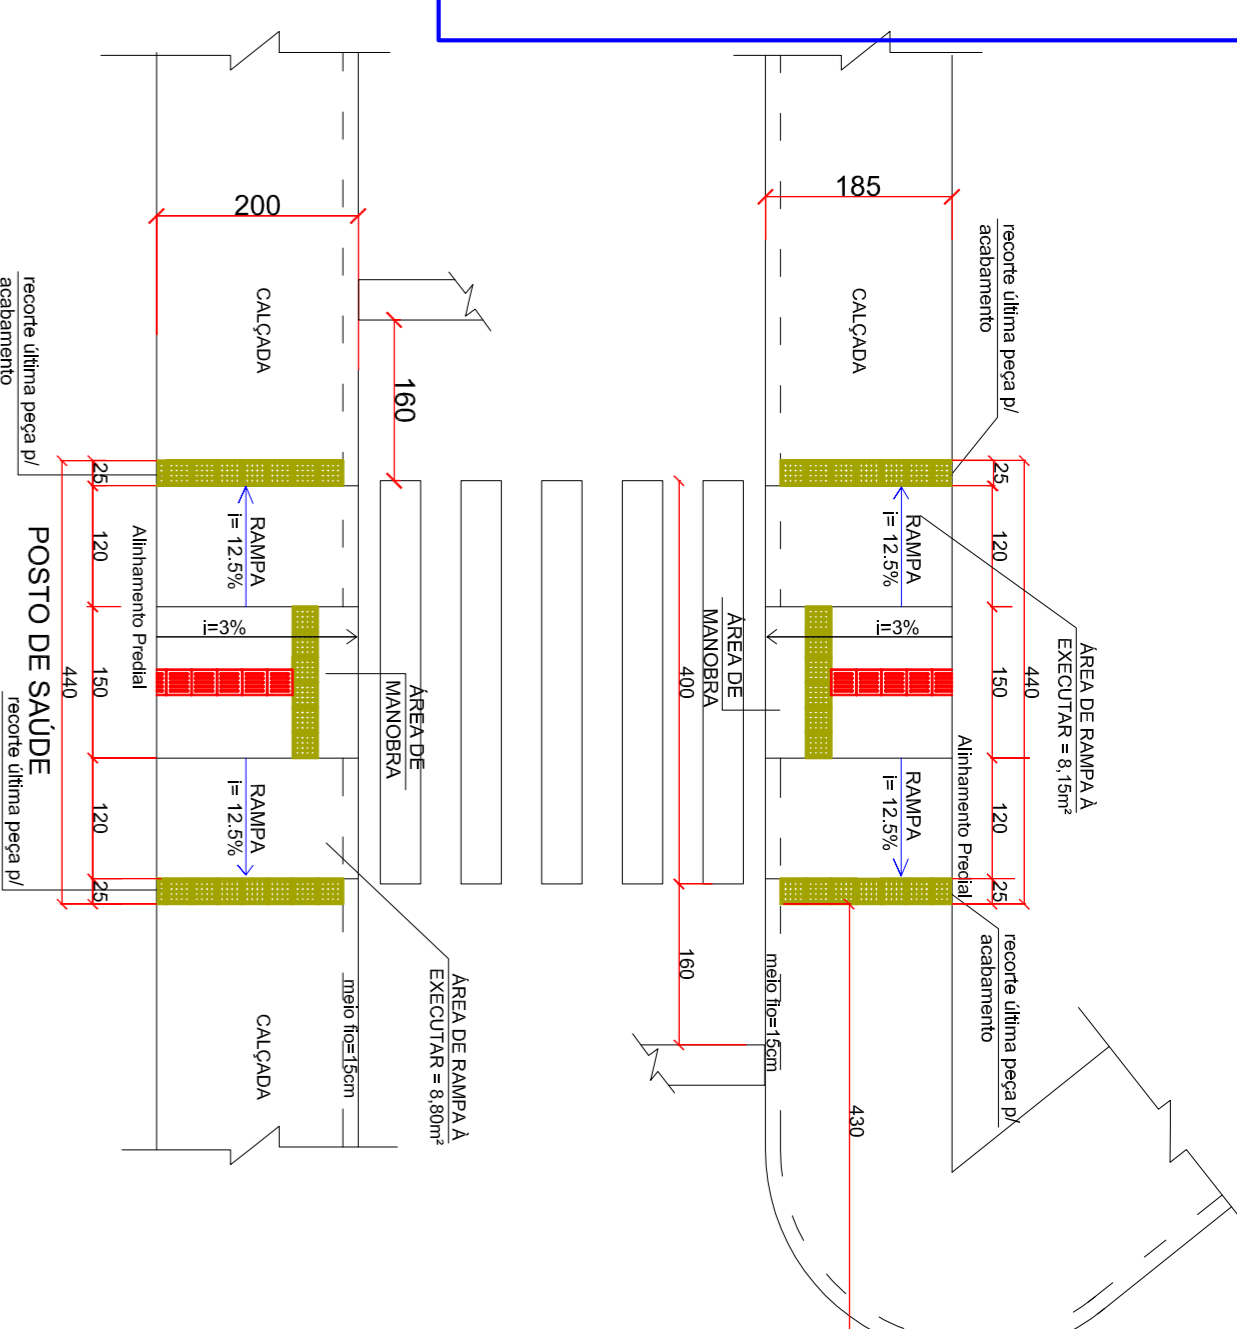 200
185
CALÇADA
CALÇADA
recorte última peça p/
acabamento
recorte última peça p/
acabamento
160
25
120
150
120
25
440
RAMPA
i= 12.5%
RAMPA
i= 12.5%
i=3%
Alinhamento Predial
POSTO DE SAÚDE
recorte última peça p/
ÁREA DE
MANOBRA
ÁREA DE
MANOBRA
400
160
RAMPA
i= 12.5%
RAMPA
i= 12.5%
i=3%
25
120
150
120
25
440
Alinhamento Predial
ÁREA DE RAMPA À
EXECUTAR = 8,15m²
recorte última peça p/
acabamento
ÁREA DE RAMPA À
EXECUTAR = 8,80m²
meio fio=15cm
meio fio=15cm
CALÇADA
430